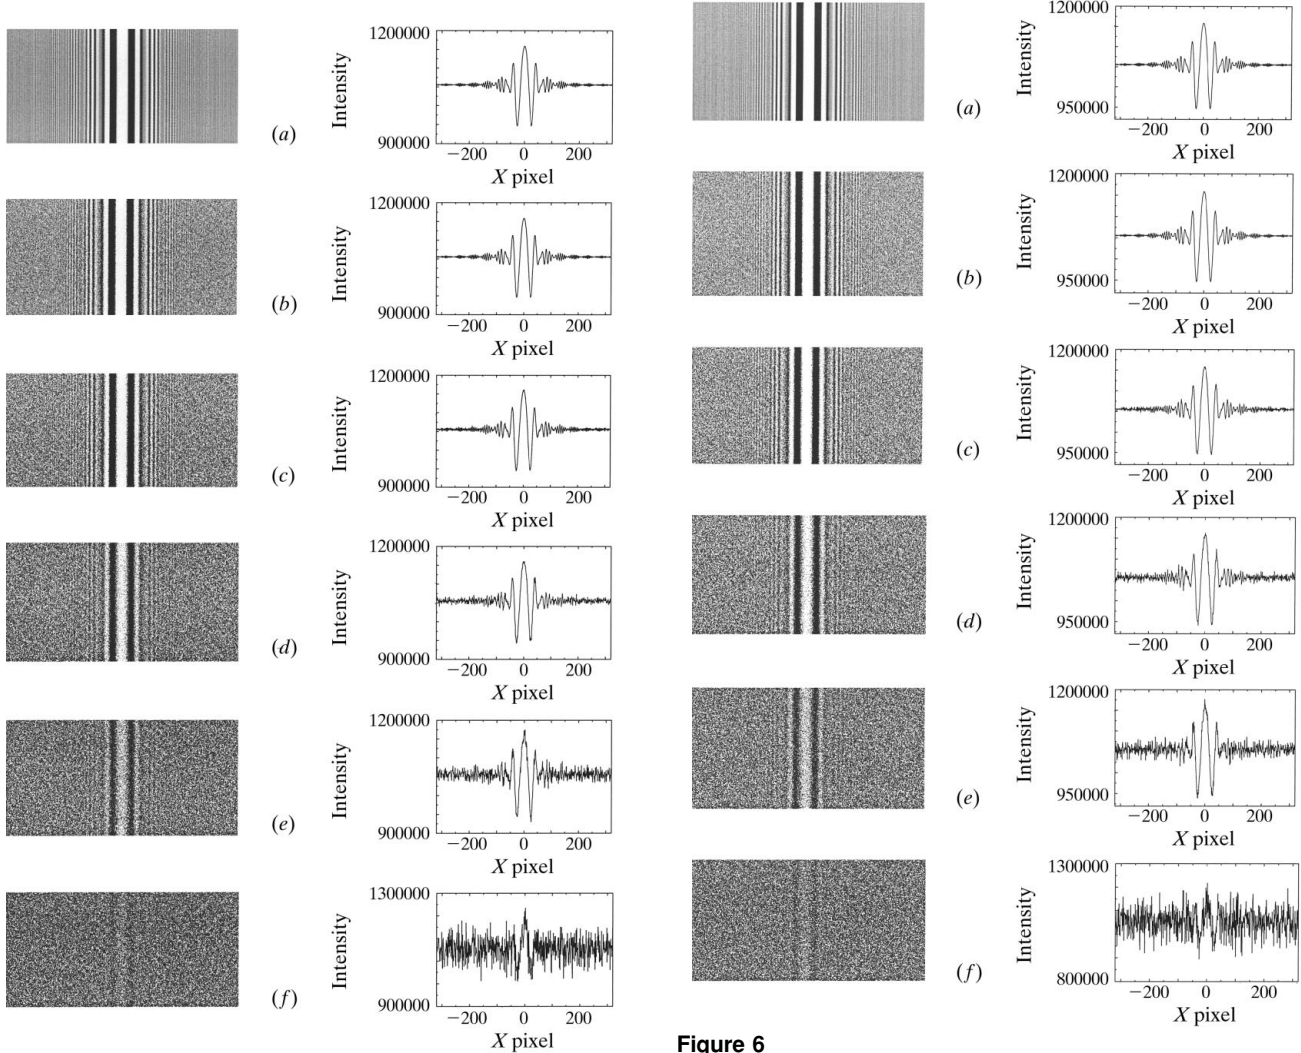 1200000
Intensity
900000
−200 0 200
X pixel
(a)
1200000
Intensity
900000
−200 0 200
X pixel
(b)
1200000
Intensity
900000
−200 0 200
X pixel
(c)
1200000
Intensity
900000
−200 0 200
X pixel
(d)
1200000
Intensity
900000
−200 0 200
X pixel
(e)
1300000
Intensity
900000
−200 0 200
X pixel
(f)
1200000
Intensity
950000
−200 0 200
X pixel
(a)
1200000
Intensity
950000
−200 0 200
X pixel
(b)
1200000
Intensity
950000
−200 0 200
X pixel
(c)
1200000
Intensity
950000
−200 0 200
X pixel
(d)
1200000
Intensity
950000
−200 0 200
X pixel
(e)
1300000
Intensity
800000
−200 0 200
X pixel
(f)
Figure 6